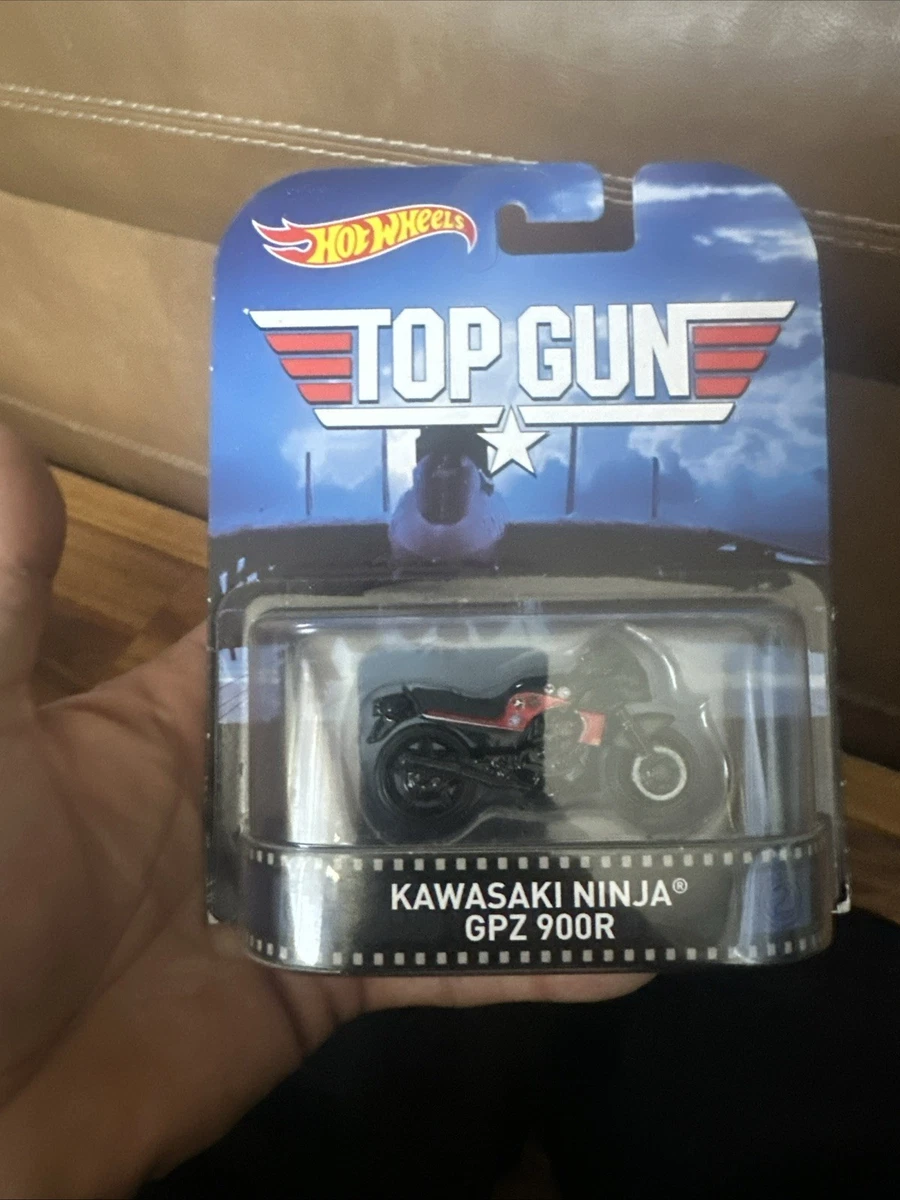 HOT WHEELS
TOP GUN
KAWASAKI NINJA®
GPZ 900R